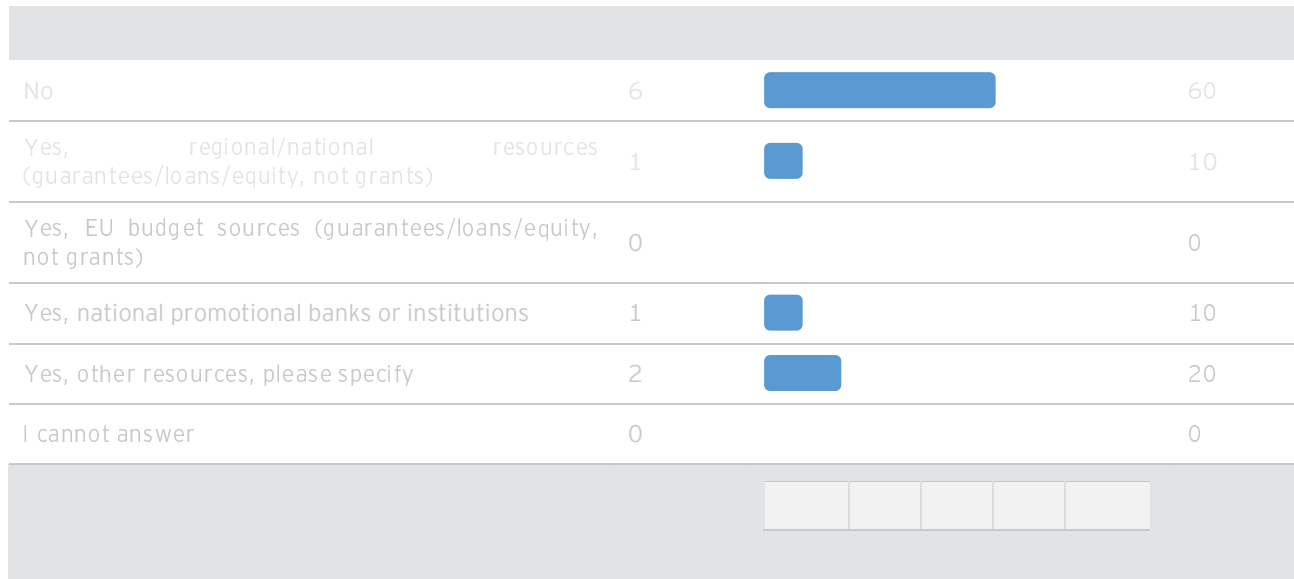 No 6 60
Yes, regional/national resources
(guarantees/loans/equity, not grants) 1 10
Yes, EU budget sources (guarantees/loans/equity,
not grants) 0 0
Yes, national promotional banks or institutions 1 10
Yes, other resources, please specify 2 20
I cannot answer 0 0